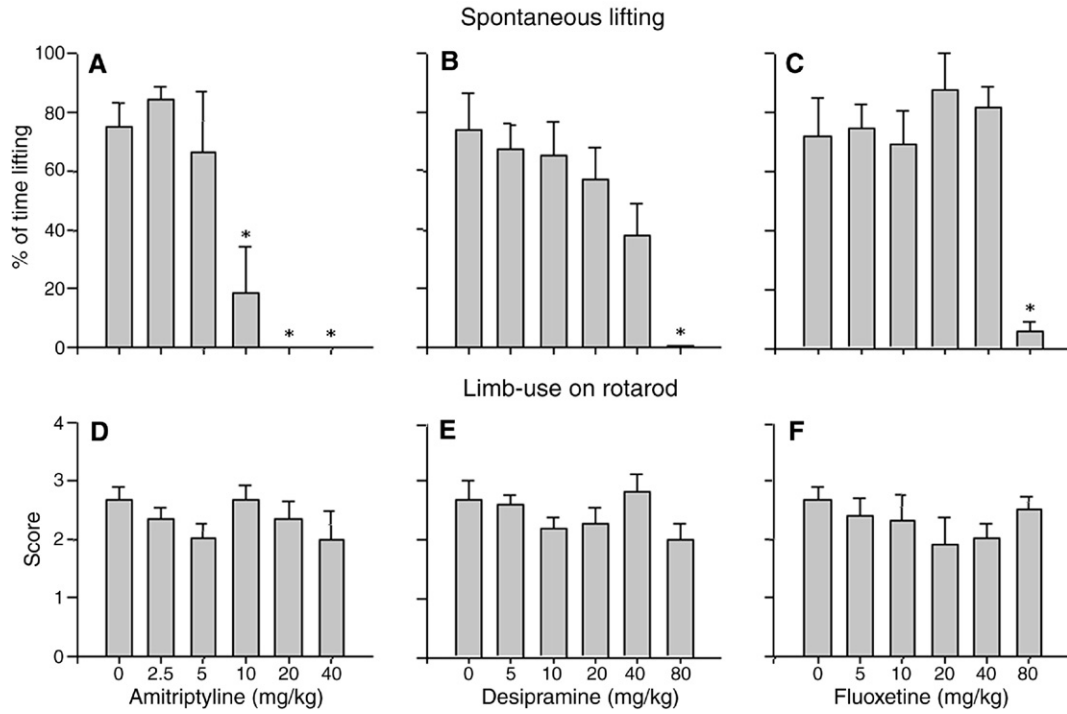 Spontaneous lifting
A
B
C
100
80
60
40
20
0
% of time lifting
*
*
*
*
*
Limb-use on rotarod
D
E
F
4
3
2
1
0
Score
0 2.5 5 10 20 40
0 5 10 20 40 80
0 5 10 20 40 80
Amitriptyline (mg/kg)
Desipramine (mg/kg)
Fluoxetine (mg/kg)